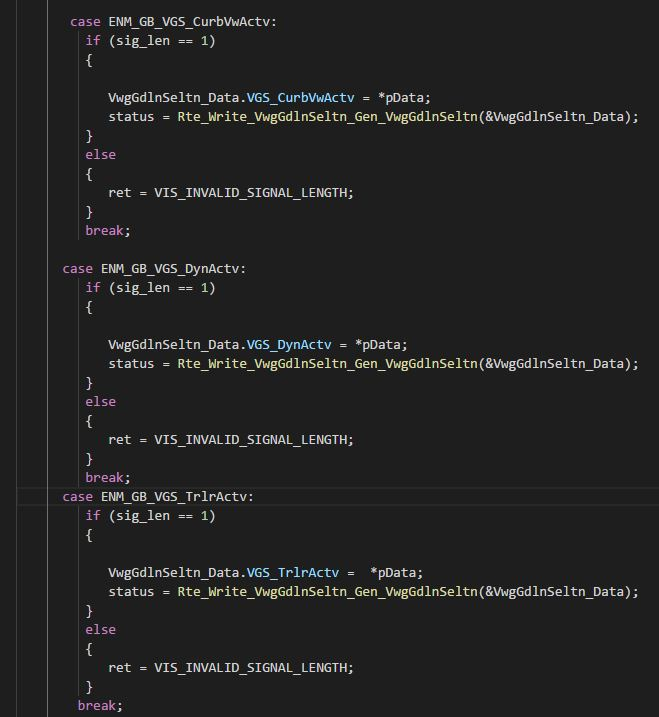 case ENM_GB_VGS_CurbVwActv:
if (sig_len == 1)
{
VwgGdlnSeltn_Data.VGS_CurbVwActv = *pData;
status = Rte_Write_VwgGdlnSeltn_Gen_VwgGdlnSeltn(&VwgGdlnSeltn_Data);
}
else
{
ret = VIS_INVALID_SIGNAL_LENGTH;
}
break;
case ENM_GB_VGS_DynActv:
if (sig_len == 1)
{
VwgGdlnSeltn_Data.VGS_DynActv = *pData;
status = Rte_Write_VwgGdlnSeltn_Gen_VwgGdlnSeltn(&VwgGdlnSeltn_Data);
}
else
{
ret = VIS_INVALID_SIGNAL_LENGTH;
}
break;
case ENM_GB_VGS_TrlrActv:
if (sig_len == 1)
{
VwgGdlnSeltn_Data.VGS_TrlrActv =  *pData;
status = Rte_Write_VwgGdlnSeltn_Gen_VwgGdlnSeltn(&VwgGdlnSeltn_Data);
}
else
{
ret = VIS_INVALID_SIGNAL_LENGTH;
}
break;